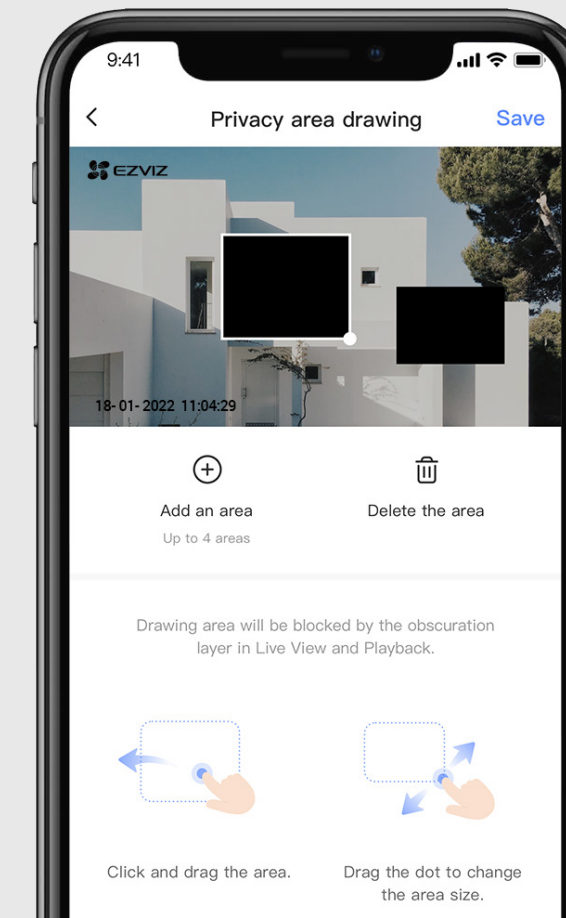 9:41
Privacy area drawing
Save
EZVIZ
18-01-2022 11:04:29
Add an area
Delete the area
Up to 4 areas
Drawing area will be blocked by the obscuration
layer in Live View and Playback.
Click and drag the area.
Drag the dot to change
the area size.